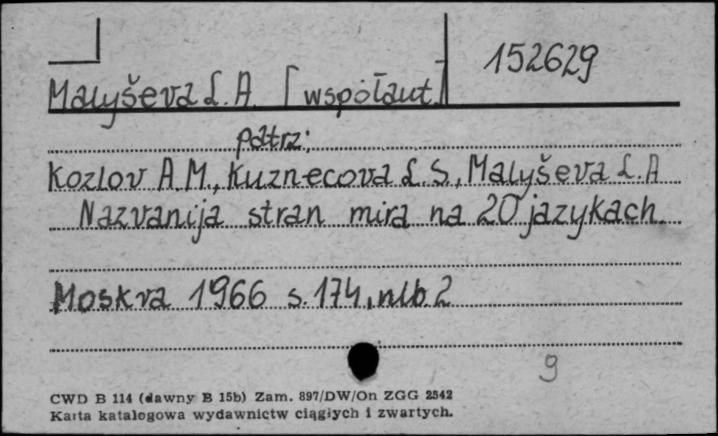 152629
Malyševa L. A. [współaut.]
patrz:
Kozlov A.M., Kuznecova L.S., Malyševa L.A
Nazvanija stran mira na 20 jazykach.
Moskva 1966 s. 174, nlb. 2
9
CWD B 114 (dawny B 15b) Zam. 897/DW/On ZGG 2542
Karta katalogowa wydawnictw ciągłych i zwartych.